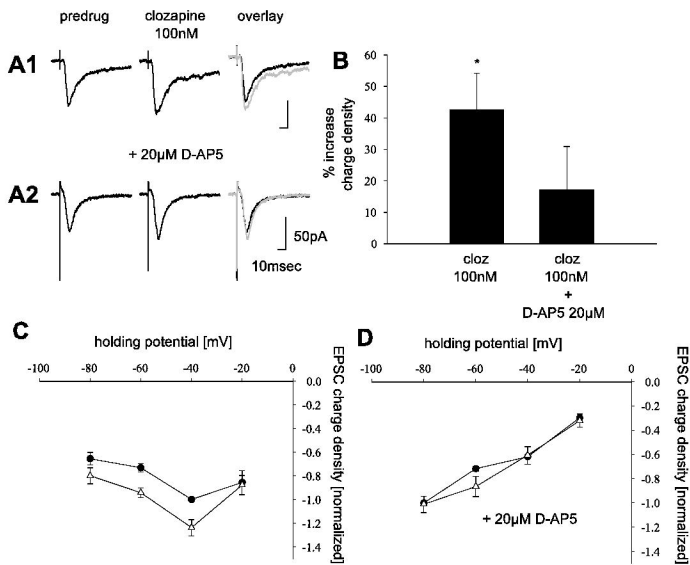 predrug
clozapine
100nM
overlay
A1
+ 20µM D-AP5
A2
50pA
10msec
B
% increase
charge density
60
50
40
30
20
10
0
*
cloz
100nM
cloz
100nM
+
D-AP5 20µM
C
holding potential [mV]
-100 -80 -60 -40 -20 0
0.0
-0.2
-0.4
-0.6
-0.8
-1.0
-1.2
-1.4
EPSC charge density [normalized]
D
holding potential [mV]
-100 -80 -60 -40 -20 0
0.0
-0.2
-0.4
-0.6
-0.8
-1.0
-1.2
-1.4
EPSC charge density [normalized]
+ 20µM D-AP5